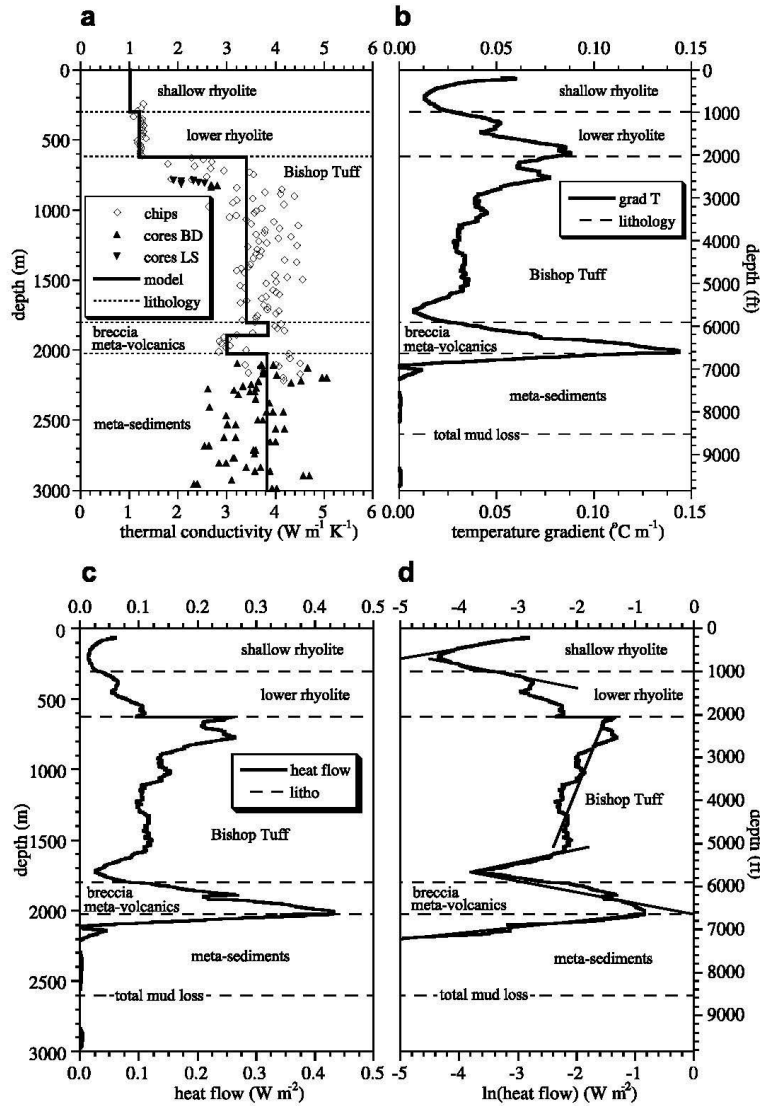 a
0 1 2 3 4 5 6
0
500
1000
1500
2000
2500
3000
depth (m)
shallow rhyolite
lower rhyolite
Bishop Tuff
chips
cores BD
cores LS
model
lithology
breccia
meta-volcanics
meta-sediments
0 1 2 3 4 5 6
thermal conductivity (W m¹ K¹)
b
0.00 0.05 0.10 0.15
0
1000
2000
3000
4000
5000
6000
7000
8000
9000
depth (ft)
shallow rhyolite
lower rhyolite
grad T
lithology
Bishop Tuff
breccia
meta-volcanics
meta-sediments
total mud loss
0.00 0.05 0.10 0.15
temperature gradient (°C m⁻¹)
c
0.0 0.1 0.2 0.3 0.4 0.5
0
500
1000
1500
2000
2500
3000
depth (m)
shallow rhyolite
lower rhyolite
heat flow
litho
Bishop Tuff
breccia
meta-volcanics
meta-sediments
total mud loss
0.0 0.1 0.2 0.3 0.4 0.5
heat flow (W m²)
d
-5 -4 -3 -2 -1 0
0
1000
2000
3000
4000
5000
6000
7000
8000
9000
depth (ft)
shallow rhyolite
lower rhyolite
Bishop Tuff
breccia
meta-volcanics
meta-sediments
total mud loss
-5 -4 -3 -2 -1 0
ln(heat flow) (W m²)